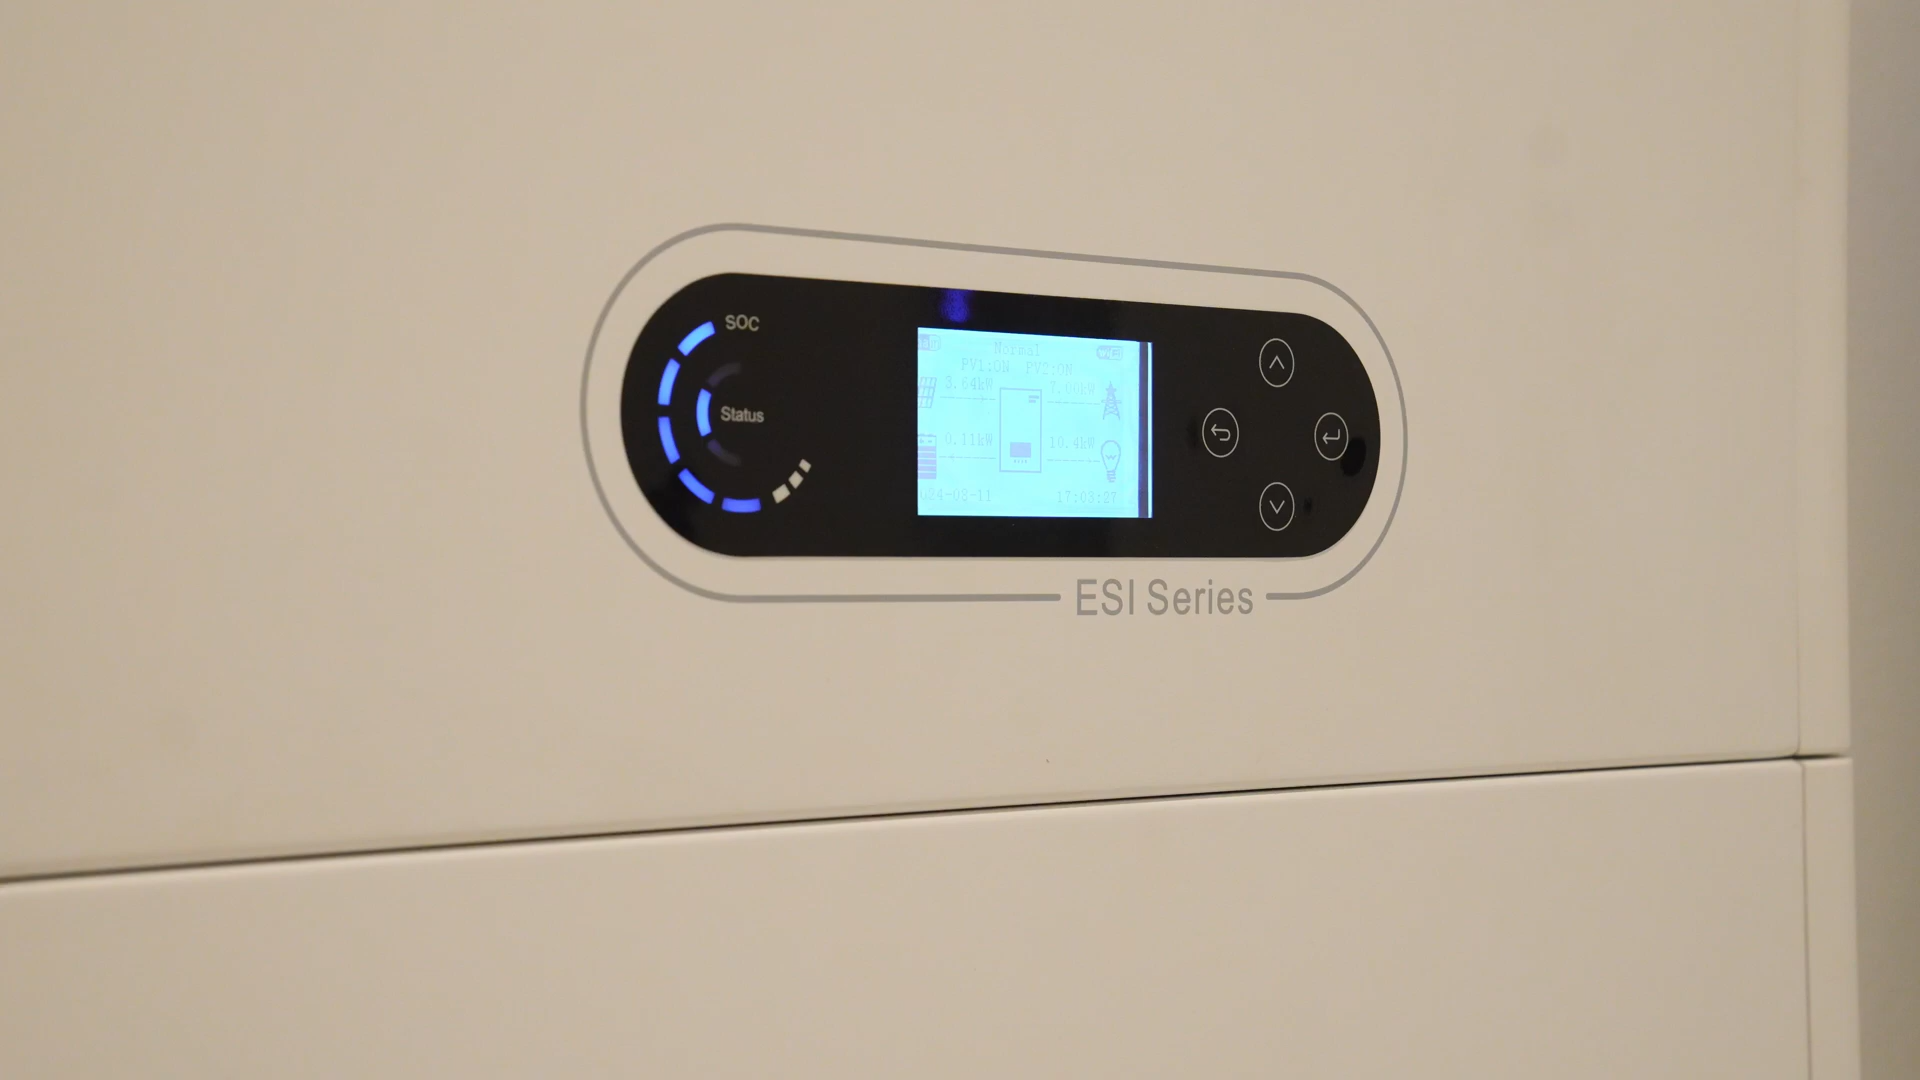 SOC
Status
Normal
PV1:ON PV2:ON
3.64kW 7.00kW
0.11kW 10.4kW
17:03:27
ESI Series